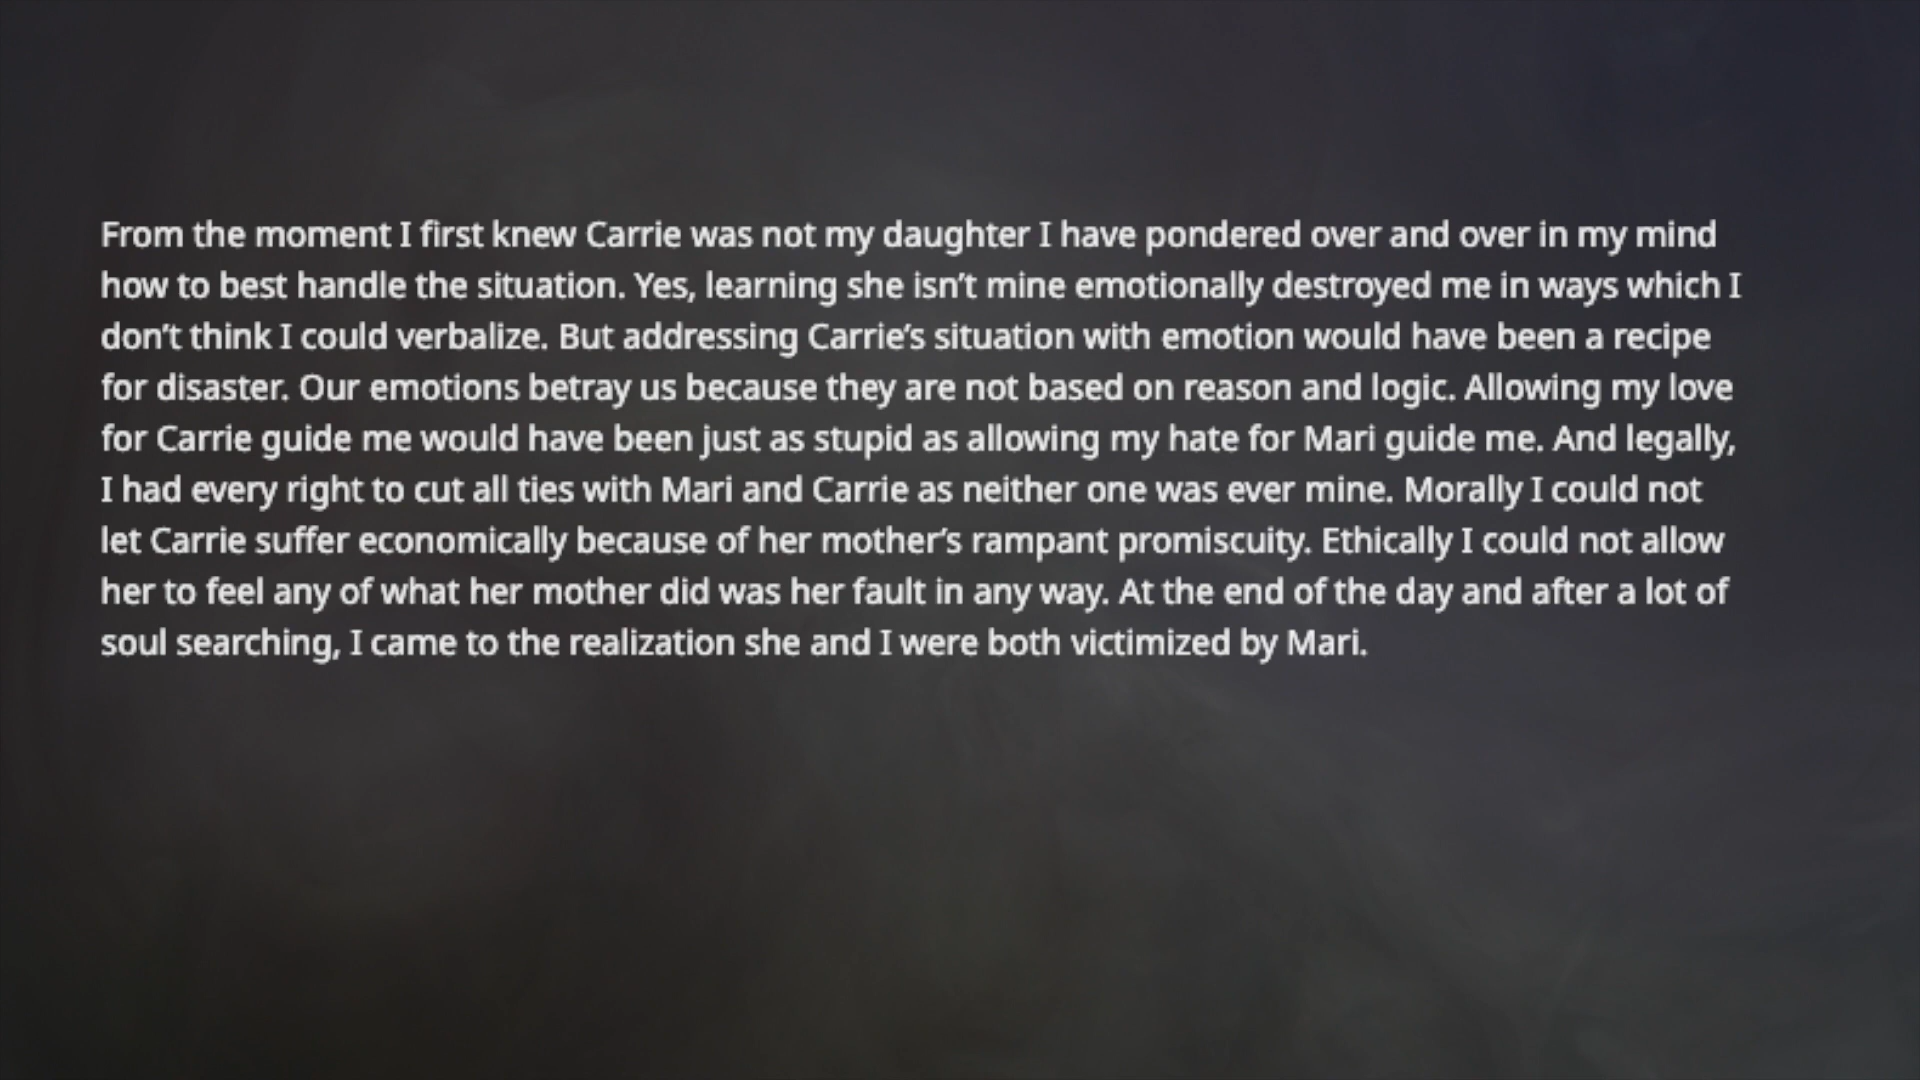 From the moment I first knew Carrie was not my daughter I have pondered over and over in my mind
how to best handle the situation. Yes, learning she isn’t mine emotionally destroyed me in ways which I
don’t think I could verbalize. But addressing Carrie’s situation with emotion would have been a recipe
for disaster. Our emotions betray us because they are not based on reason and logic. Allowing my love
for Carrie guide me would have been just as stupid as allowing my hate for Mari guide me. And legally,
I had every right to cut all ties with Mari and Carrie as neither one was ever mine. Morally I could not
let Carrie suffer economically because of her mother’s rampant promiscuity. Ethically I could not allow
her to feel any of what her mother did was her fault in any way. At the end of the day and after a lot of
soul searching, I came to the realization she and I were both victimized by Mari.